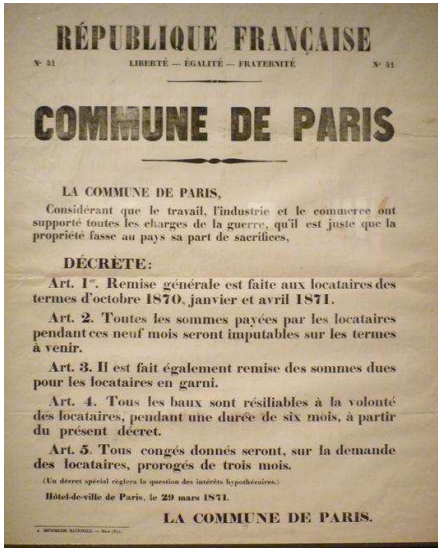 RÉPUBLIQUE FRANÇAISE
N° 51 LIBERTÉ — ÉGALITÉ — FRATERNITÉ N° 51
COMMUNE DE PARIS
LA COMMUNE DE PARIS,
Considérant que le travail, l'industrie et le commerce ont
supporté toutes les charges de la guerre, qu'il est juste que la
propriété fasse au pays sa part de sacrifices,
DÉCRÈTE:
Art. 1er. Remise générale est faite aux locataires des
termes d'octobre 1870, janvier et avril 1871.
Art. 2. Toutes les sommes payées par les locataires
pendant ces neuf mois seront imputables sur les termes
à venir.
Art. 3. Il est fait également remise des sommes dues
pour les locataires en garni.
Art. 4. Tous les baux sont résiliables à la volonté
des locataires, pendant une durée de six mois, à partir
du présent décret.
Art. 5. Tous congés donnés seront, sur la demande
des locataires, prorogés de trois mois.
(Un décret spécial règlera la question des intérêts hypothécaires.)
Hôtel-de-ville de Paris, le 29 mars 1871.
LA COMMUNE DE PARIS.
IMPRIMERIE NATIONALE. — Mars 1871.